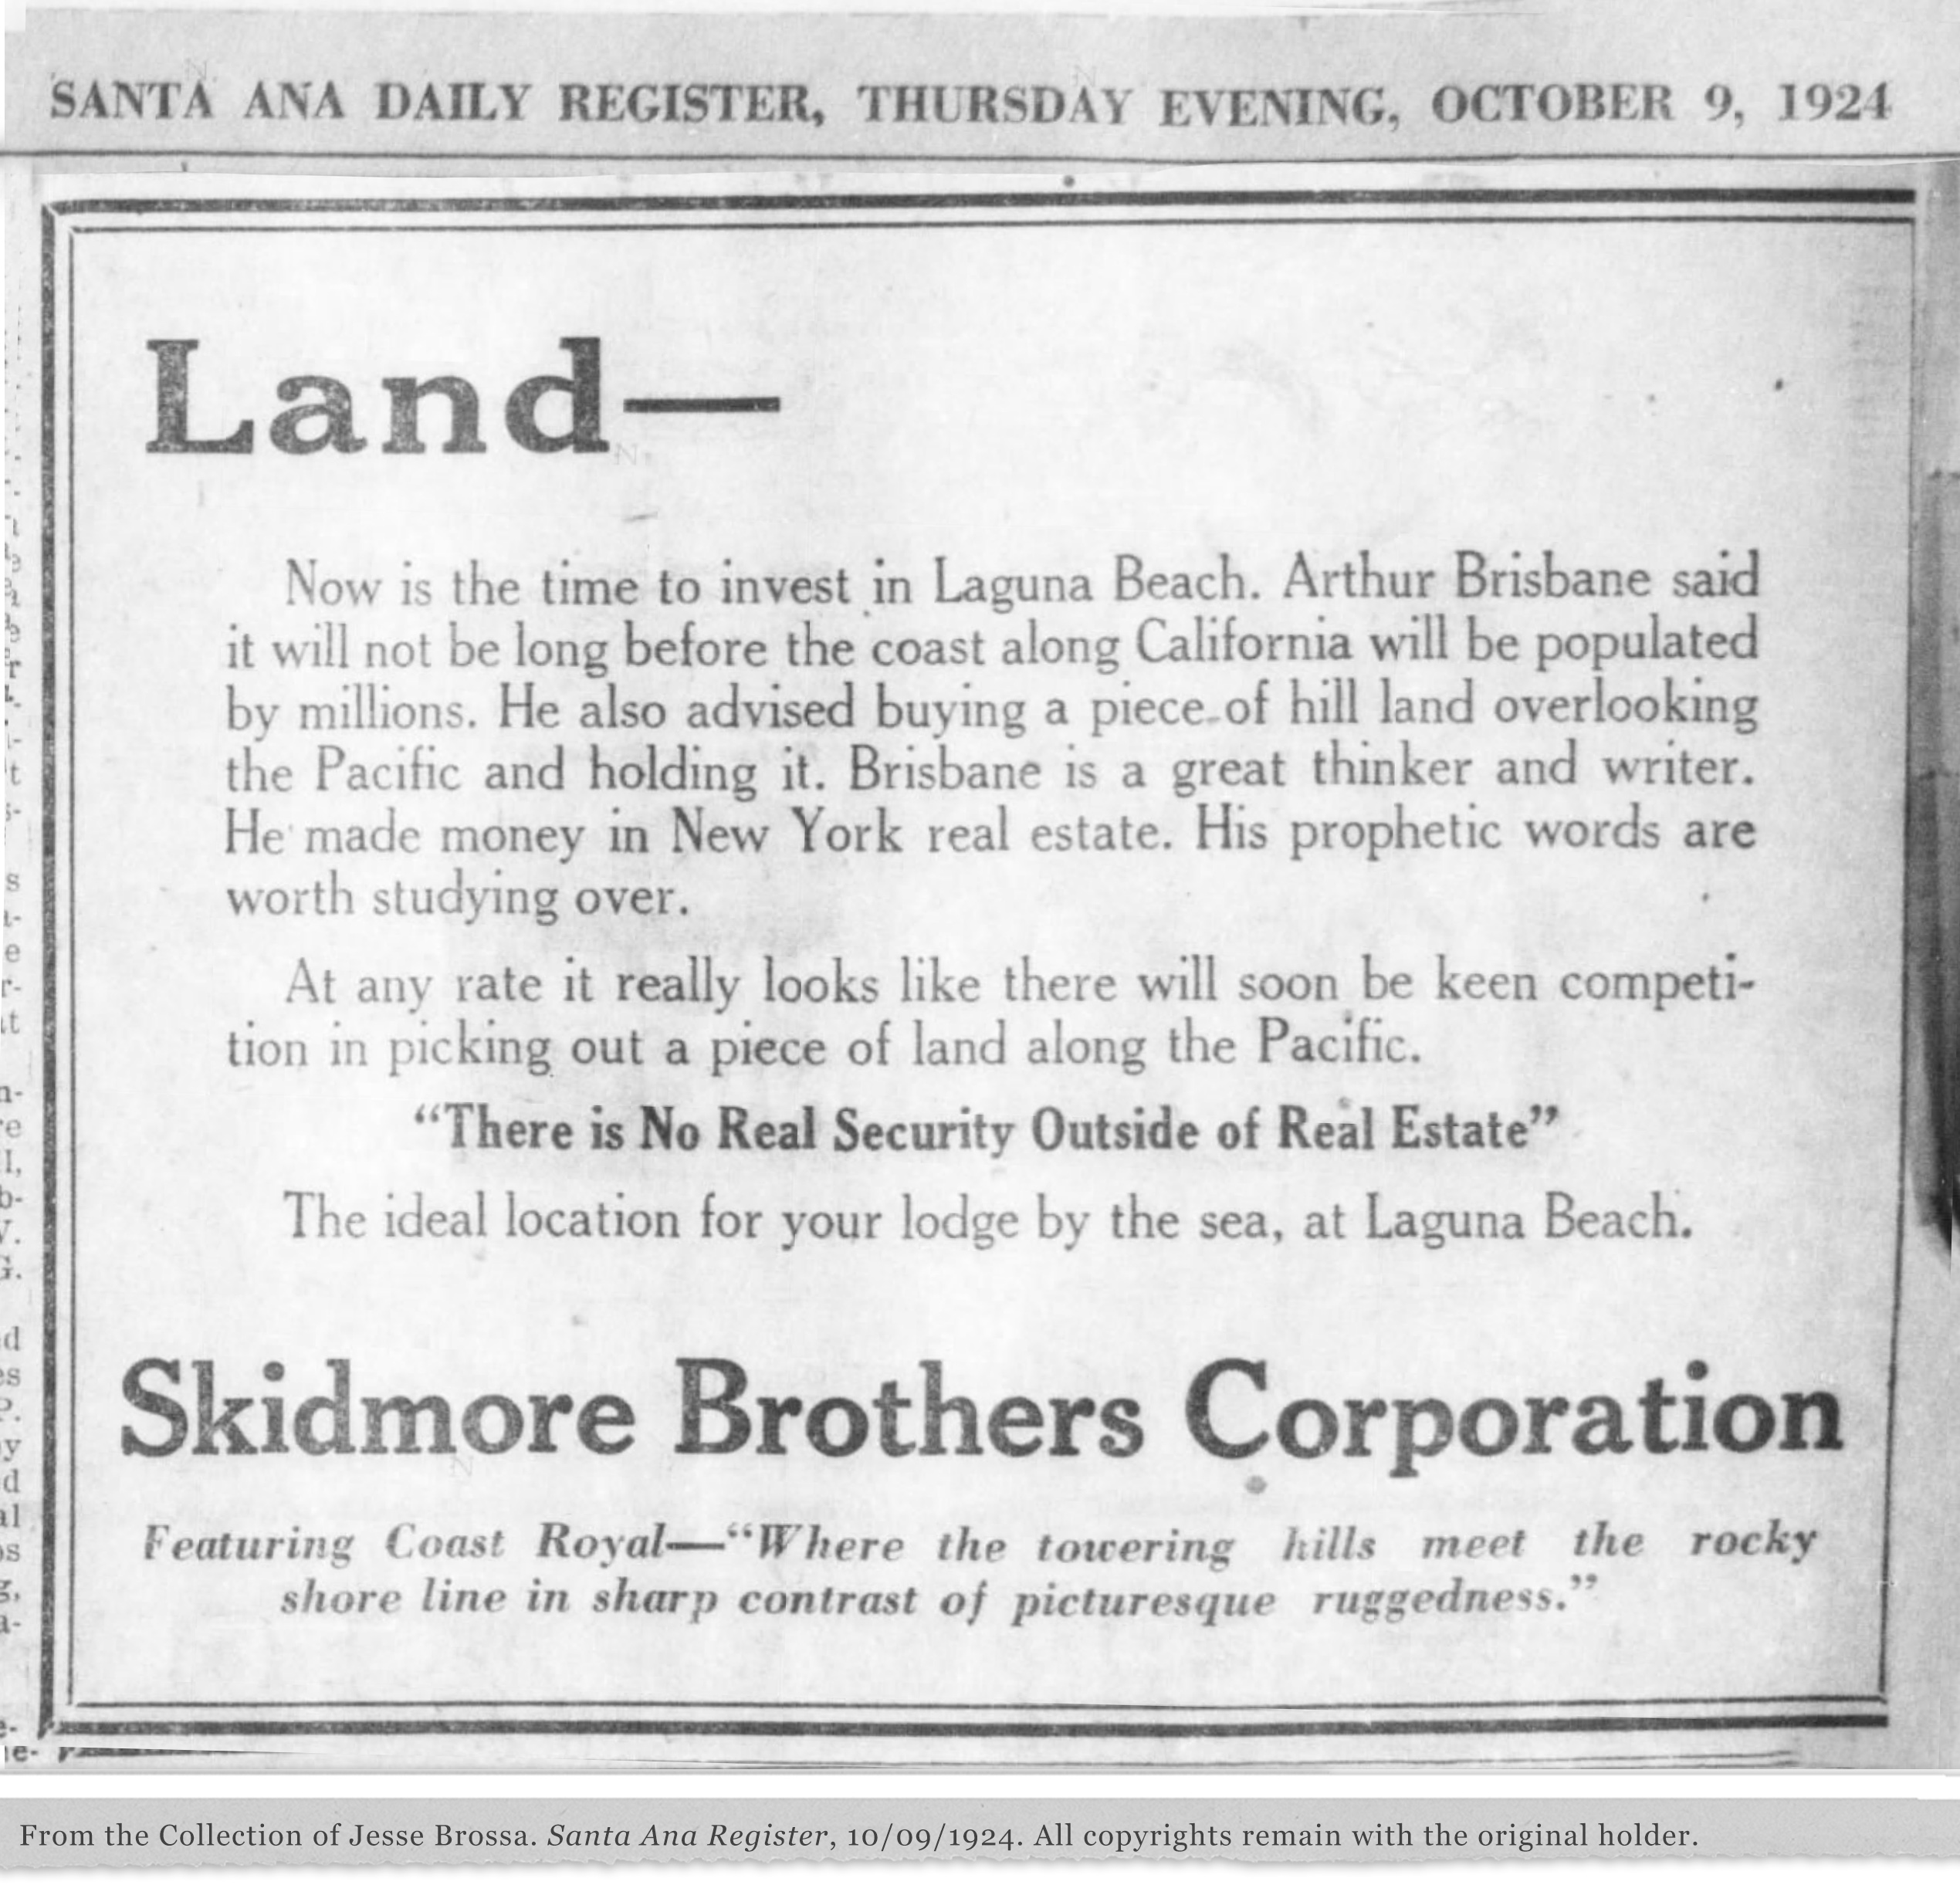 SANTA ANA DAILY REGISTER, THURSDAY EVENING, OCTOBER 9, 1924
Land—
Now is the time to invest in Laguna Beach. Arthur Brisbane said
it will not be long before the coast along California will be populated
by millions. He also advised buying a piece of hill land overlooking
the Pacific and holding it. Brisbane is a great thinker and writer.
He made money in New York real estate. His prophetic words are
worth studying over.
At any rate it really looks like there will soon be keen competi-
tion in picking out a piece of land along the Pacific.
“There is No Real Security Outside of Real Estate”
The ideal location for your lodge by the sea, at Laguna Beach.
Skidmore Brothers Corporation
Featuring Coast Royal—“Where the towering hills meet the rocky
shore line in sharp contrast of picturesque ruggedness.”
From the Collection of Jesse Brossa. Santa Ana Register, 10/09/1924. All copyrights remain with the original holder.